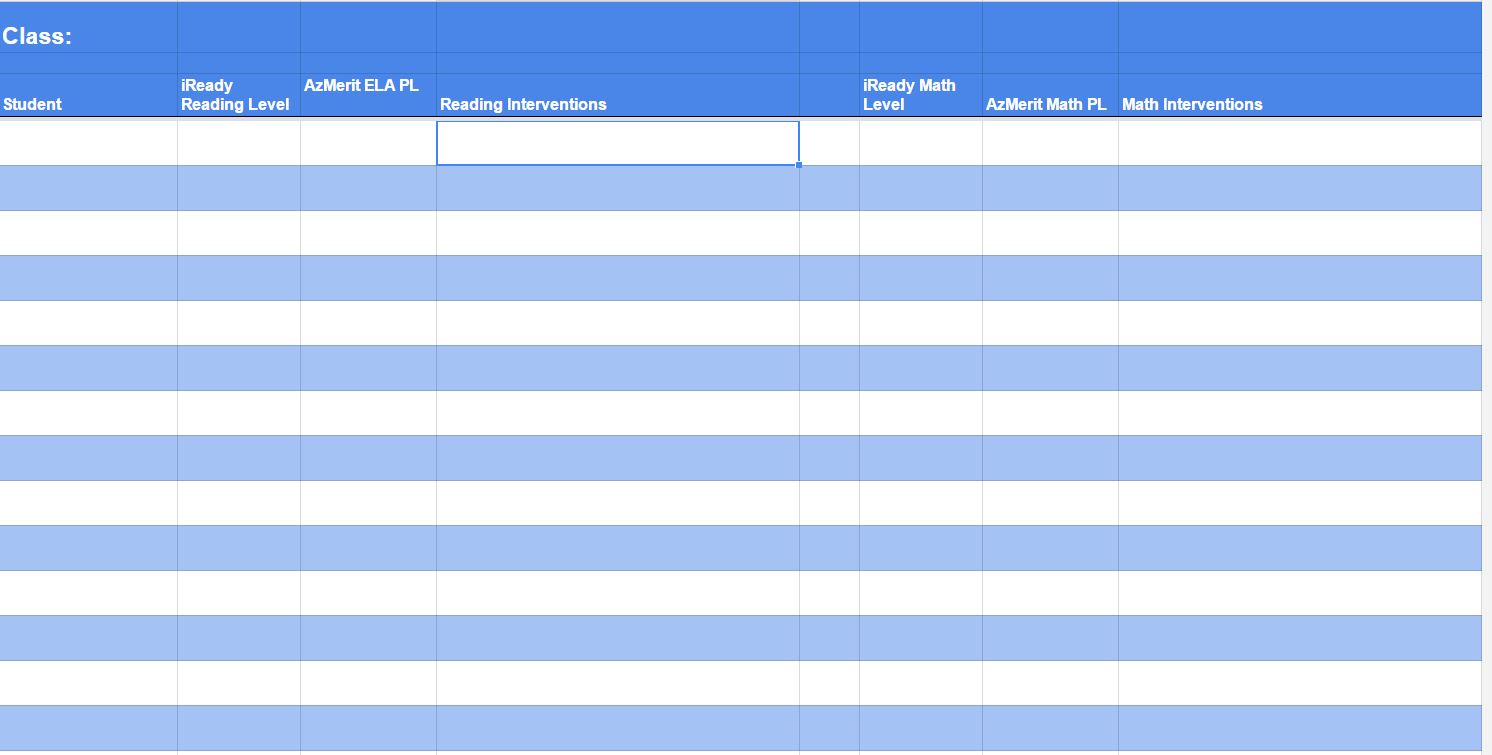 Class:
Student
iReady
Reading Level
AzMerit ELA PL
Reading Interventions
iReady Math
Level
AzMerit Math PL
Math Interventions